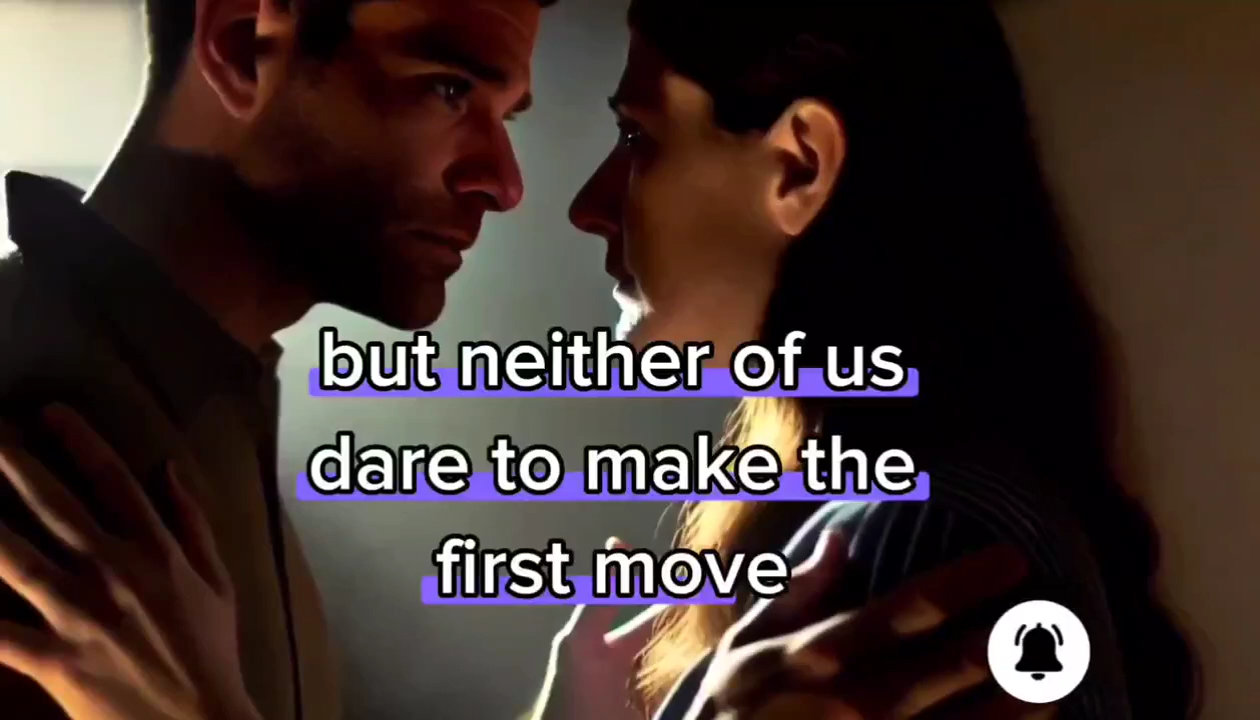 but neither of us
dare to make the
first move